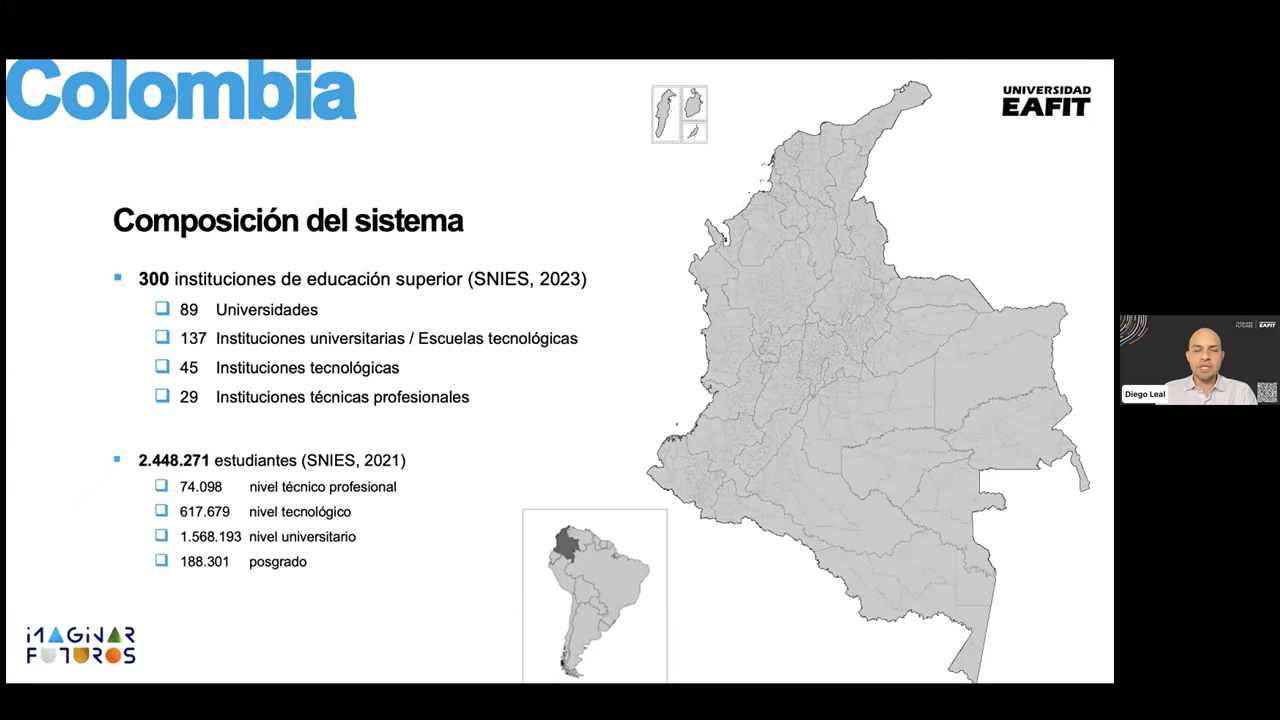 Colombia
UNIVERSIDAD
EAFIT
Composición del sistema
300 instituciones de educación superior (SNIES, 2023)
89 Universidades
137 Instituciones universitarias / Escuelas tecnológicas
45 Instituciones tecnológicas
29 Instituciones técnicas profesionales
2.448.271 estudiantes (SNIES, 2021)
74.098 nivel técnico profesional
617.679 nivel tecnológico
1.568.193 nivel universitario
188.301 posgrado
IMAGINAR
FUTUROS
Diego Leal